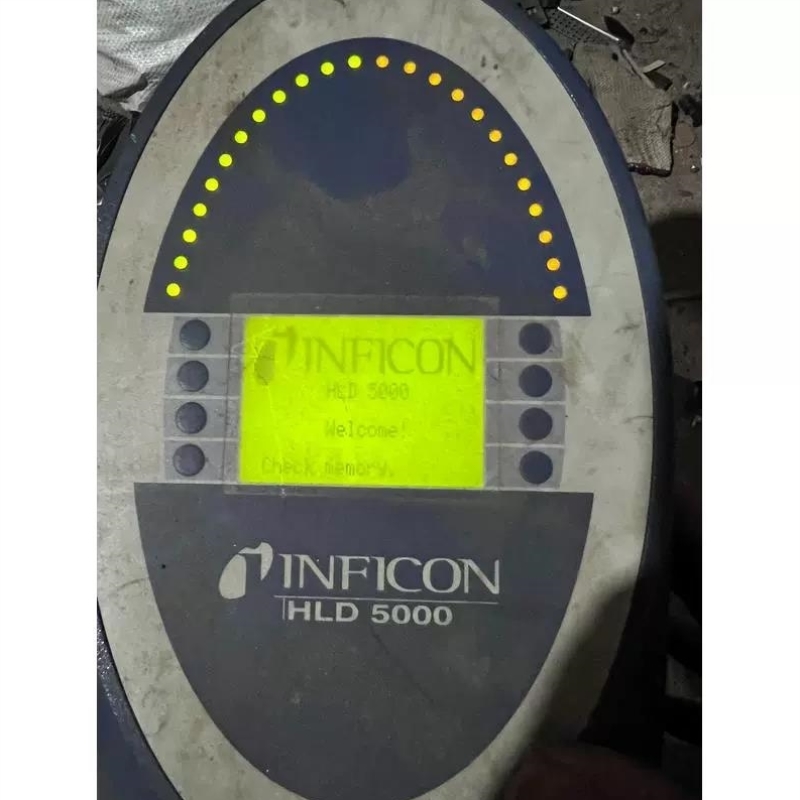 INFICON
HLD 5000
Welcome!
Check memory.
INFICON
HLD 5000